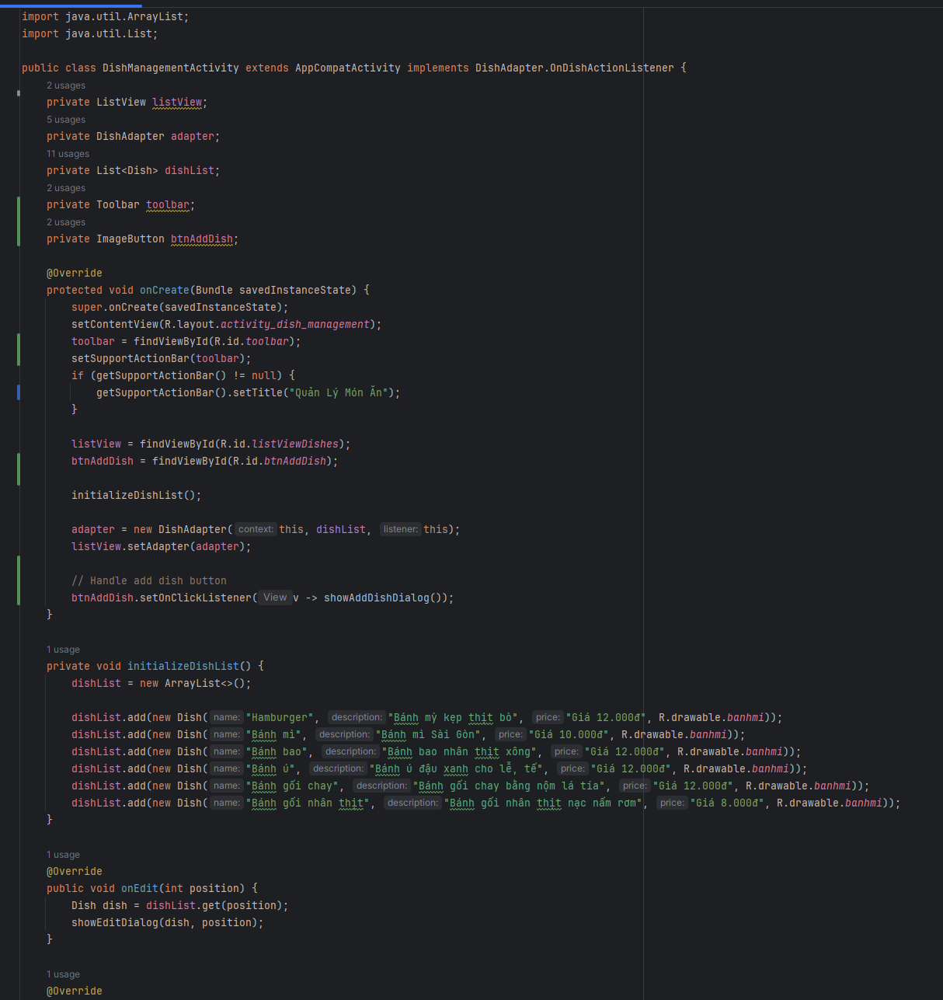 import java.util.ArrayList;
import java.util.List;
public class DishManagementActivity extends AppCompatActivity implements DishAdapter.OnDishActionListener {
2 usages
private ListView listView;
5 usages
private DishAdapter adapter;
11 usages
private List<Dish> dishList;
2 usages
private Toolbar toolbar;
2 usages
private ImageButton btnAddDish;
@Override
protected void onCreate(Bundle savedInstanceState) {
super.onCreate(savedInstanceState);
setContentView(R.layout.activity_dish_management);
toolbar = findViewById(R.id.toolbar);
setSupportActionBar(toolbar);
if (getSupportActionBar() != null) {
getSupportActionBar().setTitle("Quản Lý Món Ăn");
}
listView = findViewById(R.id.listViewDishes);
btnAddDish = findViewById(R.id.btnAddDish);
initializeDishList();
adapter = new DishAdapter( context: this, dishList, listener: this);
listView.setAdapter(adapter);
// Handle add dish button
btnAddDish.setOnClickListener( View v -> showAddDishDialog());
}
1 usage
private void initializeDishList() {
dishList = new ArrayList<>();
dishList.add(new Dish( name: "Hamburger", description: "Bánh mỳ kẹp thịt bò", price: "Giá 12.000đ", R.drawable.banhmi));
dishList.add(new Dish( name: "Bánh mì", description: "Bánh mì Sài Gòn", price: "Giá 10.000đ", R.drawable.banhmi));
dishList.add(new Dish( name: "Bánh bao", description: "Bánh bao nhân thịt xông", price: "Giá 12.000đ", R.drawable.banhmi));
dishList.add(new Dish( name: "Bánh ú", description: "Bánh ú đậu xanh cho lễ, tế", price: "Giá 12.000đ", R.drawable.banhmi));
dishList.add(new Dish( name: "Bánh gối chay", description: "Bánh gối chay bằng nộm lá tía", price: "Giá 12.000đ", R.drawable.banhmi));
dishList.add(new Dish( name: "Bánh gối nhân thịt", description: "Bánh gối nhân thịt nạc nấm rơm", price: "Giá 8.000đ", R.drawable.banhmi));
}
1 usage
@Override
public void onEdit(int position) {
Dish dish = dishList.get(position);
showEditDialog(dish, position);
}
1 usage
@Override